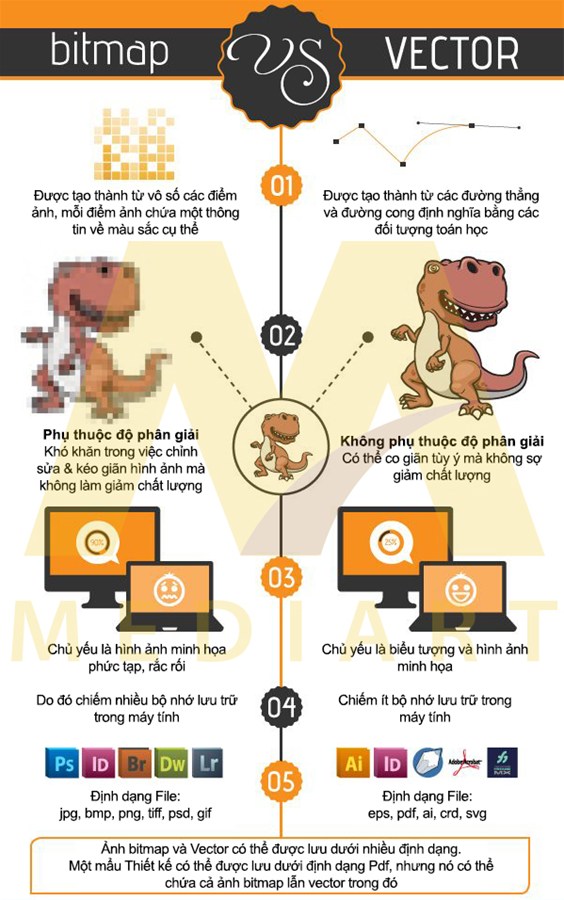 bitmap
VS
VECTOR
01
Được tạo thành từ vô số các điểm
ảnh, mỗi điểm ảnh chứa một thông
tin về màu sắc cụ thể
Được tạo thành từ các đường thẳng
và đường cong định nghĩa bằng các
đối tượng toán học
02
Phụ thuộc độ phân giải
Khó khăn trong việc chỉnh
sửa & kéo giãn hình ảnh mà
không làm giảm chất lượng
Không phụ thuộc độ phân giải
Có thể co giãn tùy ý mà không sợ
giảm chất lượng
90%
25%
03
MEDIART
Chủ yếu là hình ảnh minh họa
phức tạp, rắc rối
Chủ yếu là biểu tượng và hình ảnh
minh họa
04
Do đó chiếm nhiều bộ nhớ lưu trữ
trong máy tính
Chiếm ít bộ nhớ lưu trữ trong
máy tính
Ps ID Br Dw Lr
05
Ai ID Adobe Acrobat
Định dạng File:
jpg, bmp, png, tiff, psd, gif
Định dạng File:
eps, pdf, ai, crd, svg
Ảnh bitmap và Vector có thể được lưu dưới nhiều định dạng.
Một mẩu Thiết kế có thể được lưu dưới định dạng Pdf, nhưng nó có thể
chứa cả ảnh bitmap lẫn vector trong đó